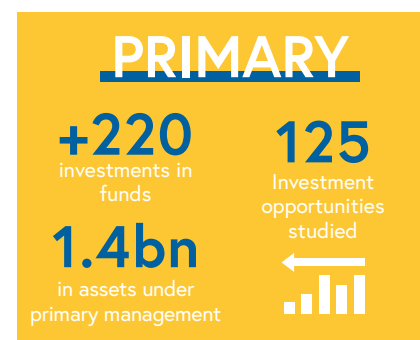 PRIMARY
+220
investments in
funds
125
Investment
opportunities
studied
1.4bn
in assets under
primary management